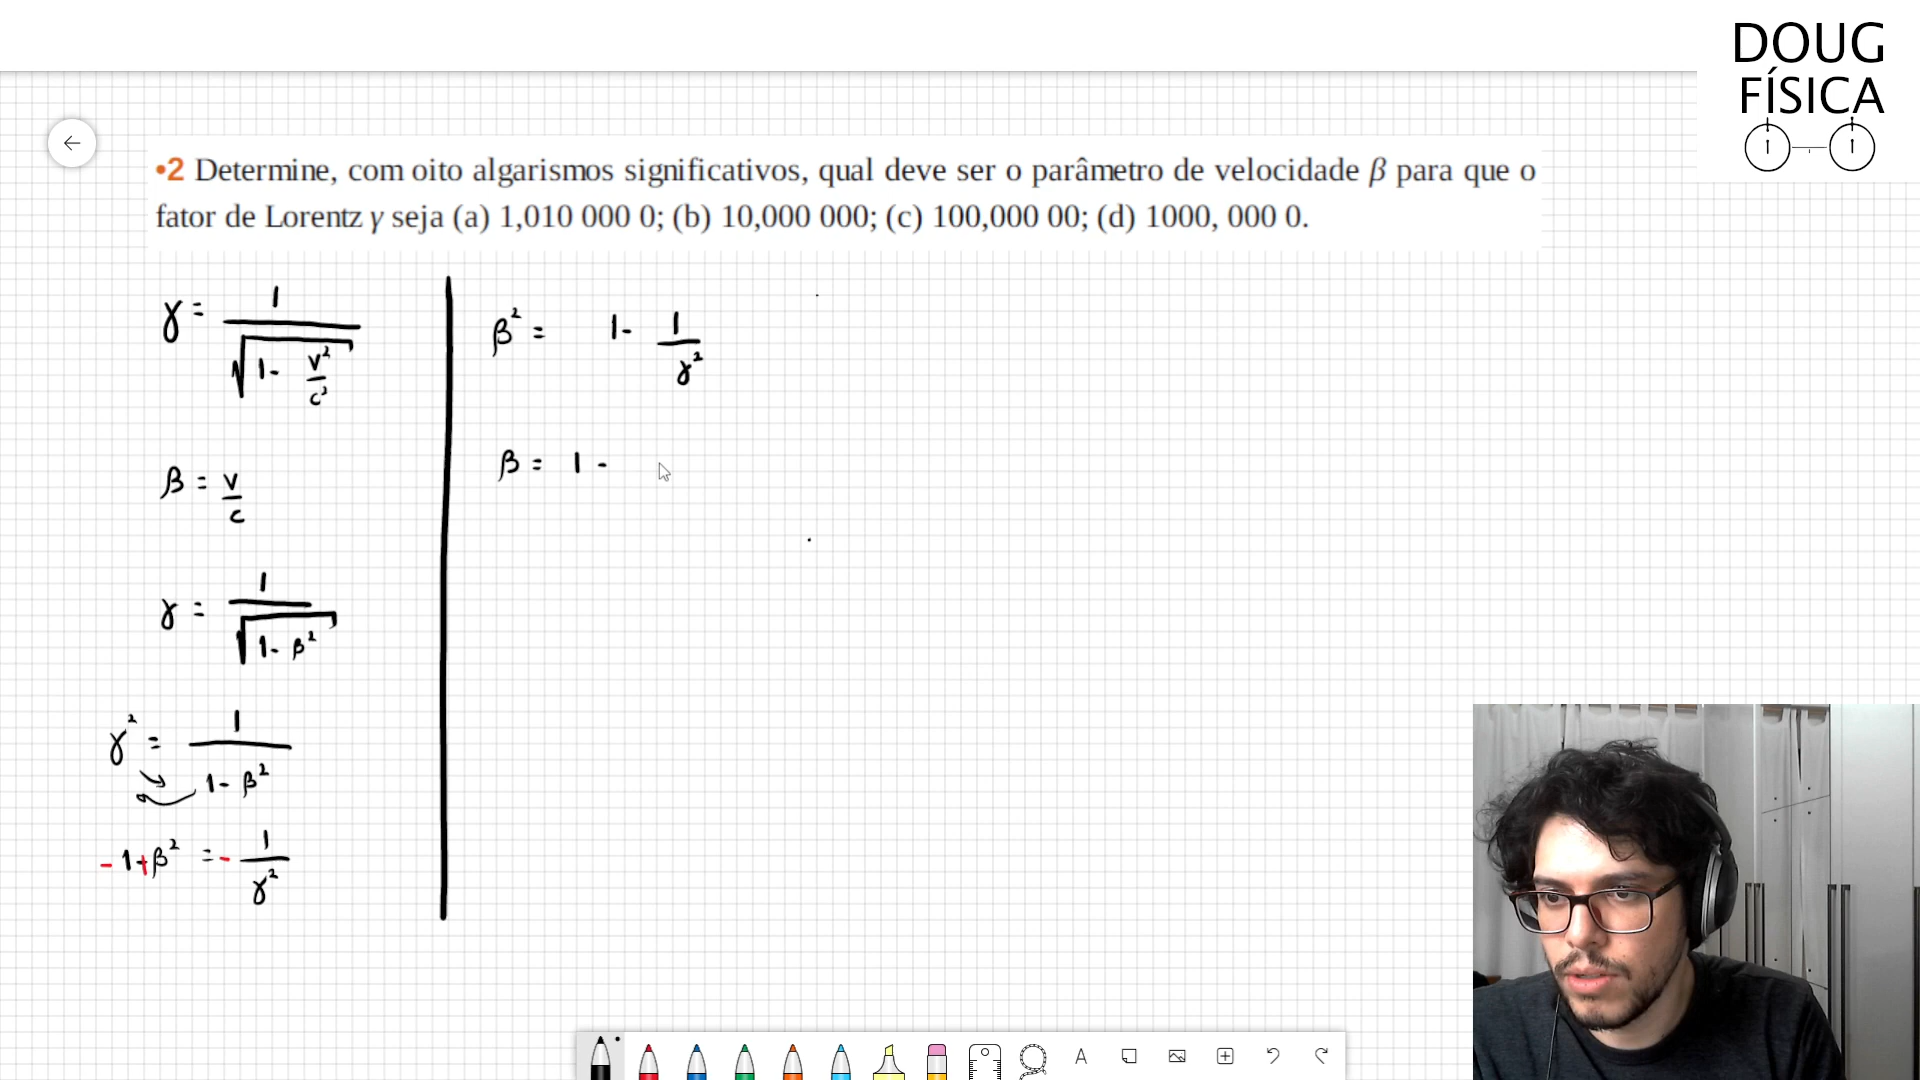 DOUG
FÍSICA
•2 Determine, com oito algarismos significativos, qual deve ser o parâmetro de velocidade β para que o
fator de Lorentz γ seja (a) 1,010 000 0; (b) 10,000 000; (c) 100,000 00; (d) 1000, 000 0.
γ = 1 / √(1 - v²/c²)
β = v/c
γ = 1 / √(1 - β²)
γ² = 1 / (1 - β²)
- 1 + β² = - 1/γ²
β² = 1 - 1/γ²
β = 1 -
A